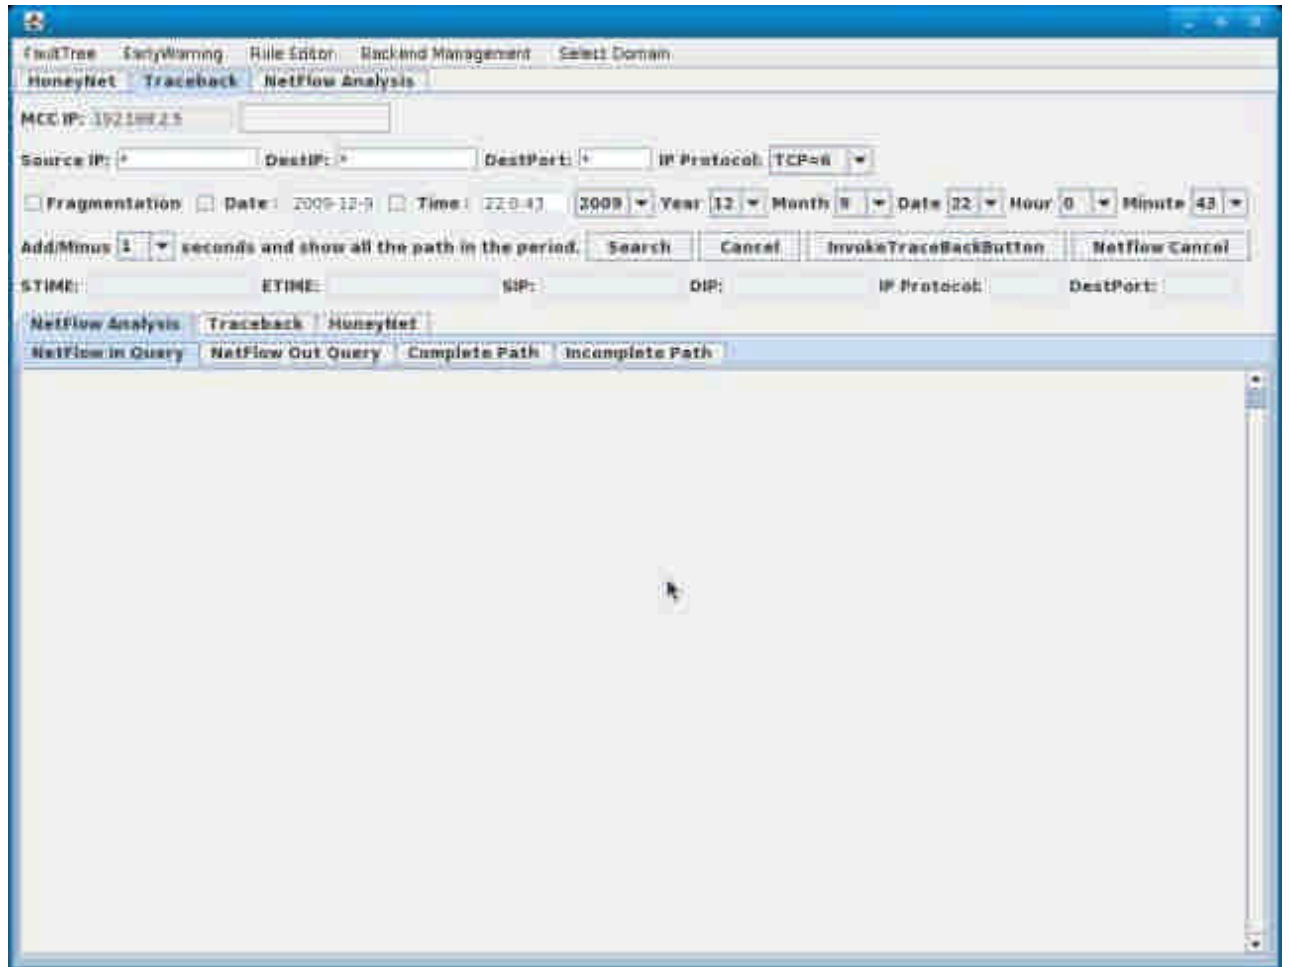 FaultTree EarlyWarning Rule Editor Backend Management Select Domain
HoneyNet Traceback NetFlow Analysis
MCC IP:
Source IP: * DestIP: * DestPort: * IP Protocol: TCP=6
Fragmentation Date: 2009-12-9 Time: 22:0:43 2009 Year 12 Month 9 Date 22 Hour 0 Minute 43
Add/Minus 1 seconds and show all the path in the period. Search Cancel InvokeTraceBackButton Netflow Cancel
STIME: ETIME: SIP: DIP: IP Protocol: DestPort:
NetFlow Analysis Traceback HoneyNet
NetFlow In Query NetFlow Out Query Complete Path Incomplete Path